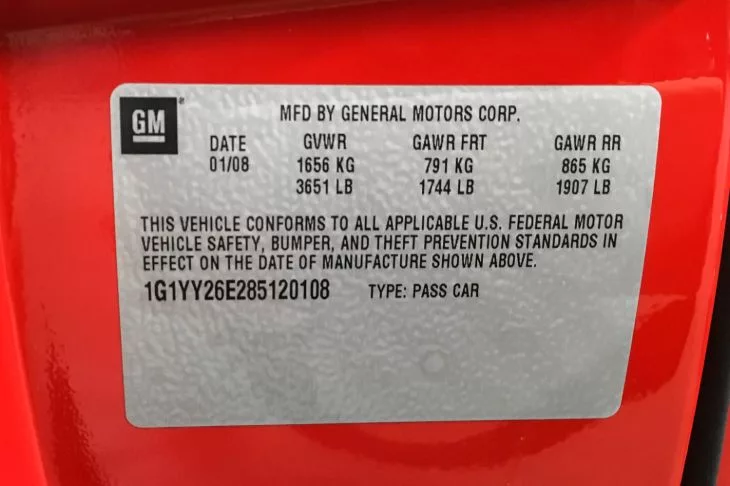 GM®
MFD BY GENERAL MOTORS CORP.
DATE GVWR GAWR FRT GAWR RR
01/08 1656 KG 791 KG 865 KG
3651 LB 1744 LB 1907 LB
THIS VEHICLE CONFORMS TO ALL APPLICABLE U.S. FEDERAL MOTOR
VEHICLE SAFETY, BUMPER, AND THEFT PREVENTION STANDARDS IN
EFFECT ON THE DATE OF MANUFACTURE SHOWN ABOVE.
1G1YY26E285120108 TYPE: PASS CAR